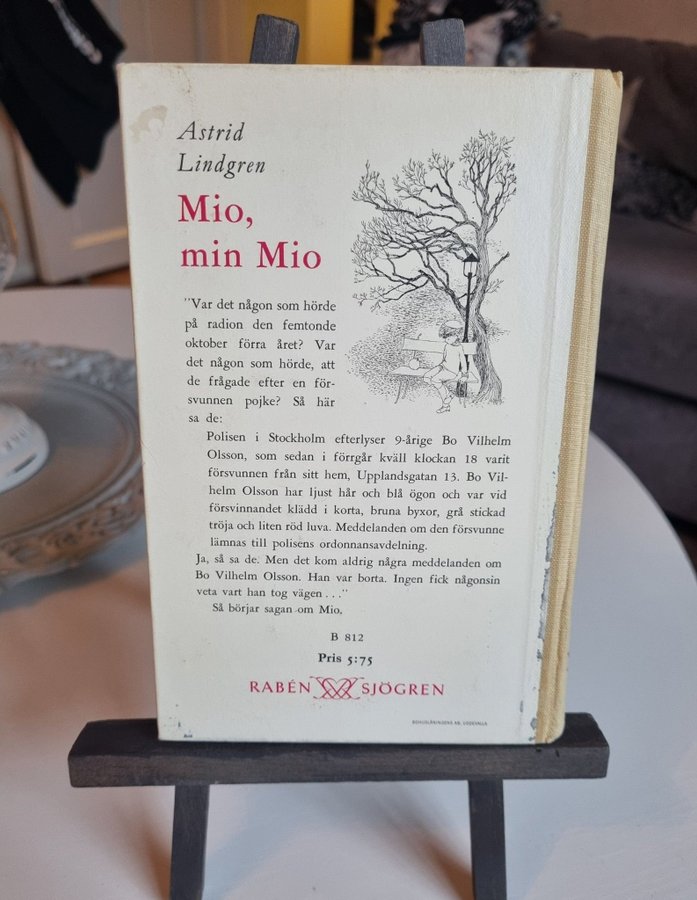 Astrid
Lindgren
Mio,
min Mio
"Var det någon som hörde
på radion den femtonde
oktober förra året? Var
det någon som hörde, att
de frågade efter en för-
svunnen pojke? Så här
sa de:
Polisen i Stockholm efterlyser 9-årige Bo Vilhelm
Olsson, som sedan i förrgår kväll klockan 18 varit
försvunnen från sitt hem, Upplandsgatan 13. Bo Vil-
helm Olsson har ljust hår och blå ögon och var vid
försvinnandet klädd i korta, bruna byxor, grå stickad
tröja och liten röd luva. Meddelanden om den försvunne
lämnas till polisens ordonnansavdelning.
Ja, så sa de. Men det kom aldrig några meddelanden om
Bo Vilhelm Olsson. Han var borta. Ingen fick någonsin
veta vart han tog vägen . . ."
Så börjar sagan om Mio.
B 812
Pris 5:75
RABÉN SJÖGREN
BOHUSLÄNINGENS AB, UDDEVALLA